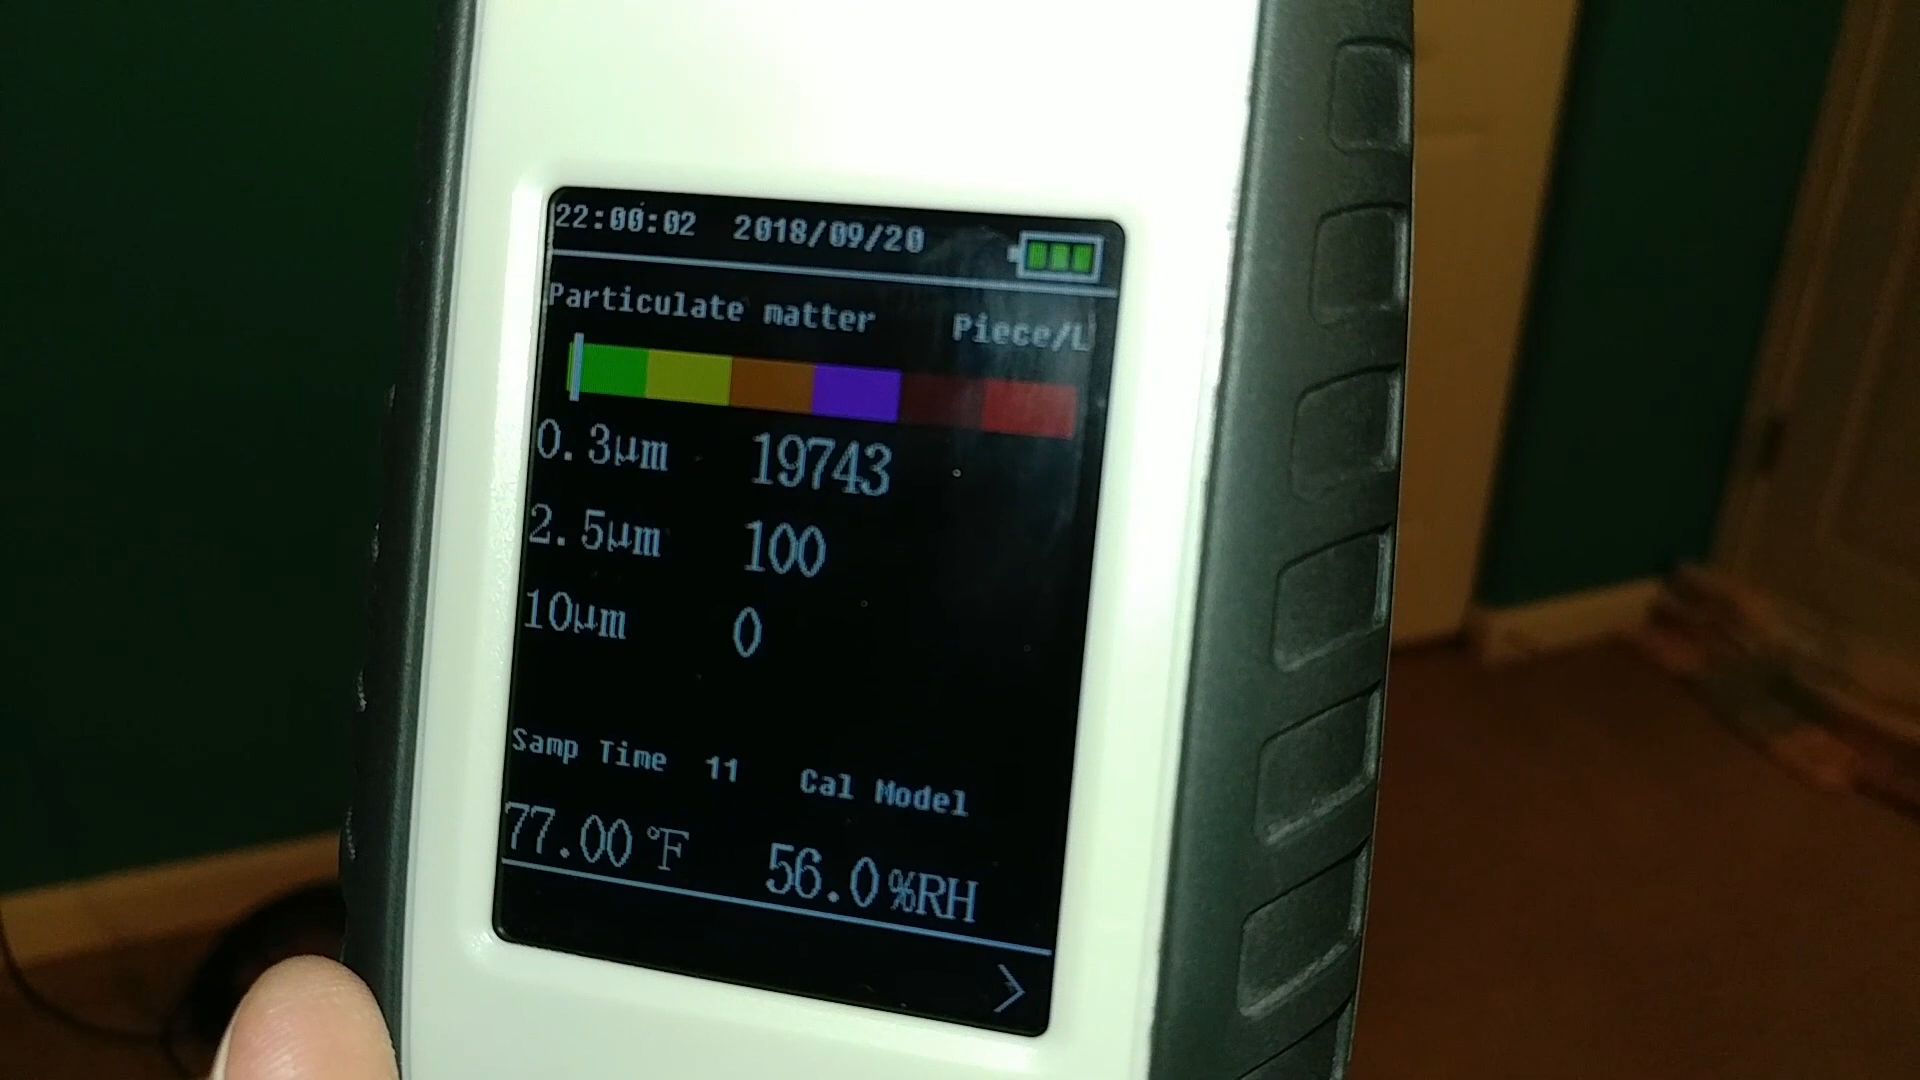 22:00:02 2018/09/20
Particulate matter Piece/L
0.3μm 19743
2.5μm 100
10μm 0
Samp Time 11 Cal Model
77.00℉ 56.0%RH